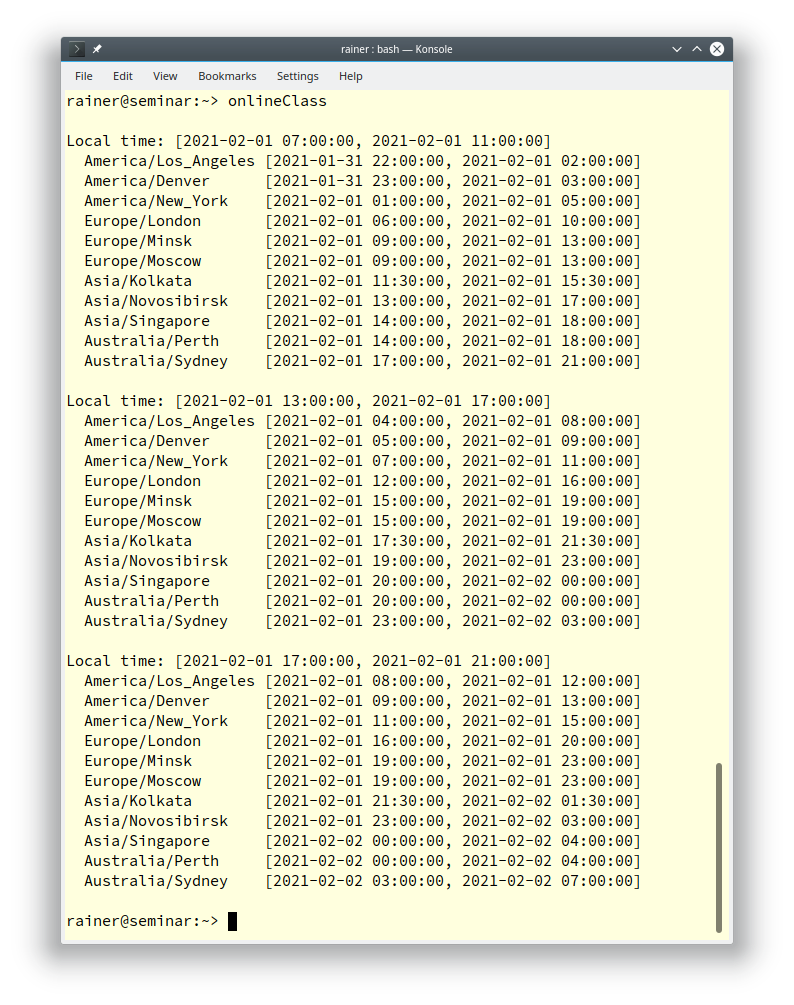 rainer : bash — Konsole
File Edit View Bookmarks Settings Help
rainer@seminar:~> onlineClass
Local time: [2021-02-01 07:00:00, 2021-02-01 11:00:00]
America/Los_Angeles [2021-01-31 22:00:00, 2021-02-01 02:00:00]
America/Denver [2021-01-31 23:00:00, 2021-02-01 03:00:00]
America/New_York [2021-02-01 01:00:00, 2021-02-01 05:00:00]
Europe/London [2021-02-01 06:00:00, 2021-02-01 10:00:00]
Europe/Minsk [2021-02-01 09:00:00, 2021-02-01 13:00:00]
Europe/Moscow [2021-02-01 09:00:00, 2021-02-01 13:00:00]
Asia/Kolkata [2021-02-01 11:30:00, 2021-02-01 15:30:00]
Asia/Novosibirsk [2021-02-01 13:00:00, 2021-02-01 17:00:00]
Asia/Singapore [2021-02-01 14:00:00, 2021-02-01 18:00:00]
Australia/Perth [2021-02-01 14:00:00, 2021-02-01 18:00:00]
Australia/Sydney [2021-02-01 17:00:00, 2021-02-01 21:00:00]
Local time: [2021-02-01 13:00:00, 2021-02-01 17:00:00]
America/Los_Angeles [2021-02-01 04:00:00, 2021-02-01 08:00:00]
America/Denver [2021-02-01 05:00:00, 2021-02-01 09:00:00]
America/New_York [2021-02-01 07:00:00, 2021-02-01 11:00:00]
Europe/London [2021-02-01 12:00:00, 2021-02-01 16:00:00]
Europe/Minsk [2021-02-01 15:00:00, 2021-02-01 19:00:00]
Europe/Moscow [2021-02-01 15:00:00, 2021-02-01 19:00:00]
Asia/Kolkata [2021-02-01 17:30:00, 2021-02-01 21:30:00]
Asia/Novosibirsk [2021-02-01 19:00:00, 2021-02-01 23:00:00]
Asia/Singapore [2021-02-01 20:00:00, 2021-02-02 00:00:00]
Australia/Perth [2021-02-01 20:00:00, 2021-02-02 00:00:00]
Australia/Sydney [2021-02-01 23:00:00, 2021-02-02 03:00:00]
Local time: [2021-02-01 17:00:00, 2021-02-01 21:00:00]
America/Los_Angeles [2021-02-01 08:00:00, 2021-02-01 12:00:00]
America/Denver [2021-02-01 09:00:00, 2021-02-01 13:00:00]
America/New_York [2021-02-01 11:00:00, 2021-02-01 15:00:00]
Europe/London [2021-02-01 16:00:00, 2021-02-01 20:00:00]
Europe/Minsk [2021-02-01 19:00:00, 2021-02-01 23:00:00]
Europe/Moscow [2021-02-01 19:00:00, 2021-02-01 23:00:00]
Asia/Kolkata [2021-02-01 21:30:00, 2021-02-02 01:30:00]
Asia/Novosibirsk [2021-02-01 23:00:00, 2021-02-02 03:00:00]
Asia/Singapore [2021-02-02 00:00:00, 2021-02-02 04:00:00]
Australia/Perth [2021-02-02 00:00:00, 2021-02-02 04:00:00]
Australia/Sydney [2021-02-02 03:00:00, 2021-02-02 07:00:00]
rainer@seminar:~>